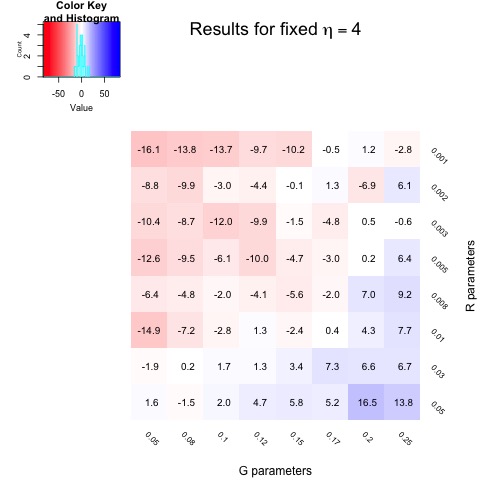 Color Key
and Histogram
Results for fixed η = 4
Count
0 2 4
-50 0 50
Value
-16.1 -13.8 -13.7 -9.7 -10.2 -0.5 1.2 -2.8 0.001
-8.8 -9.9 -3.0 -4.4 -0.1 1.3 -6.9 6.1 0.002
-10.4 -8.7 -12.0 -9.9 -1.5 -4.8 0.5 -0.6 0.003
-12.6 -9.5 -6.1 -10.0 -4.7 -3.0 0.2 6.4 0.005
-6.4 -4.8 -2.0 -4.1 -5.6 -2.0 7.0 9.2 0.008
-14.9 -7.2 -2.8 1.3 -2.4 0.4 4.3 7.7 0.01
-1.9 0.2 1.7 1.3 3.4 7.3 6.6 6.7 0.03
1.6 -1.5 2.0 4.7 5.8 5.2 16.5 13.8 0.05
R parameters
0.05 0.08 0.1 0.12 0.15 0.17 0.2 0.25
G parameters